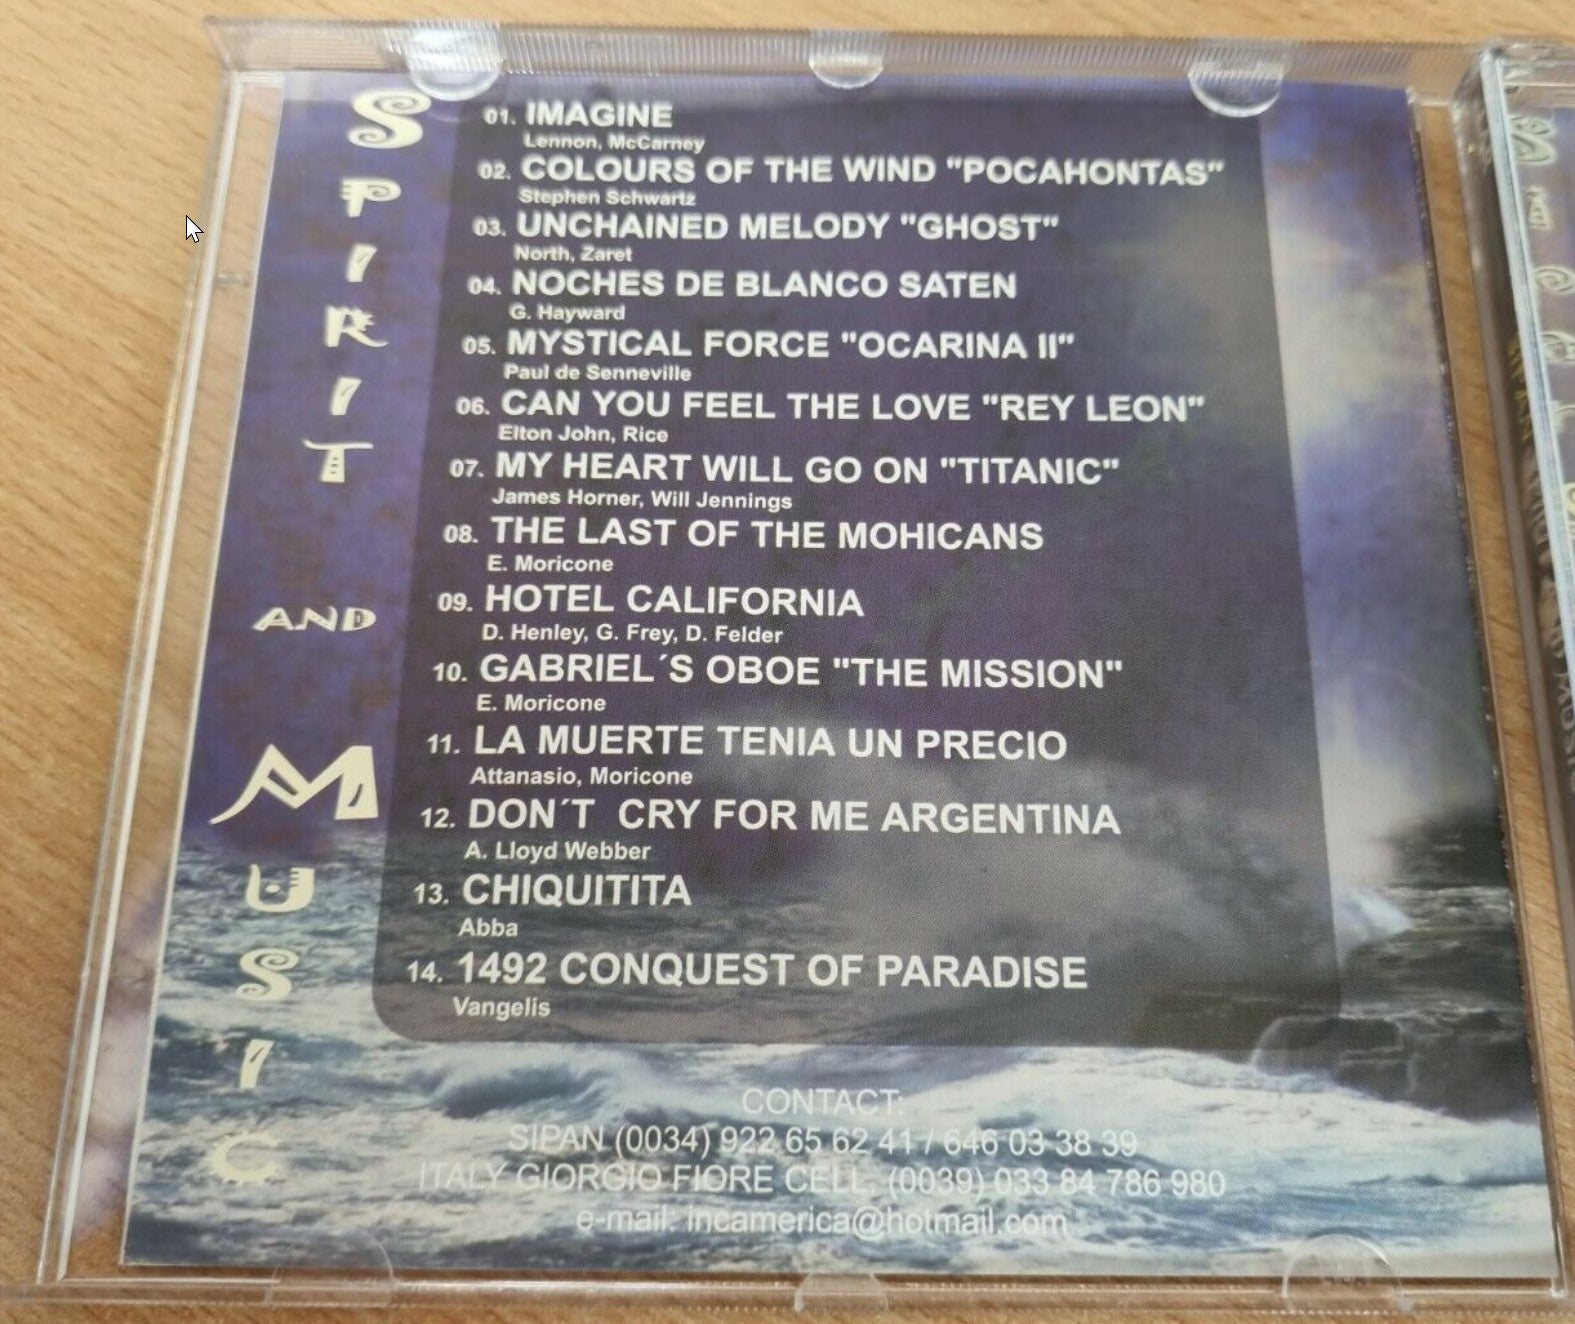 SPIRIT
AND
MUSIC
01. IMAGINE
Lennon, McCarney
02. COLOURS OF THE WIND "POCAHONTAS"
Stephen Schwartz
03. UNCHAINED MELODY "GHOST"
North, Zaret
04. NOCHES DE BLANCO SATEN
G. Hayward
05. MYSTICAL FORCE "OCARINA II"
Paul de Senneville
06. CAN YOU FEEL THE LOVE "REY LEON"
Elton John, Rice
07. MY HEART WILL GO ON "TITANIC"
James Horner, Will Jennings
08. THE LAST OF THE MOHICANS
E. Moricone
09. HOTEL CALIFORNIA
D. Henley, G. Frey, D. Felder
10. GABRIEL´S OBOE "THE MISSION"
E. Moricone
11. LA MUERTE TENIA UN PRECIO
Attanasio, Moricone
12. DON´T CRY FOR ME ARGENTINA
A. Lloyd Webber
13. CHIQUITITA
Abba
14. 1492 CONQUEST OF PARADISE
Vangelis
CONTACT:
SIPAN (0034) 922 65 62 41 / 646 03 38 39
ITALY GIORGIO FIORE CELL. (0039) 033 84 786 980
e-mail: incamerica@hotmail.com